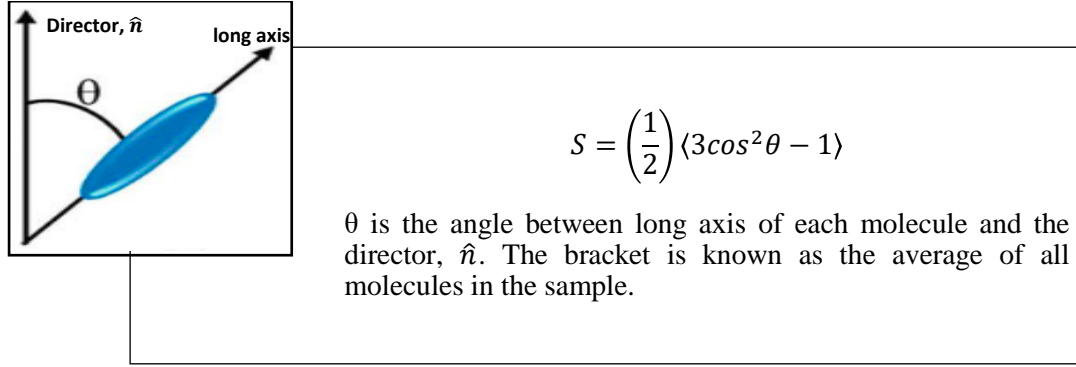 Director, n̂
long axis
θ
S = (1/2) ⟨3cos²θ − 1⟩
θ is the angle between long axis of each molecule and the
director, n̂. The bracket is known as the average of all
molecules in the sample.